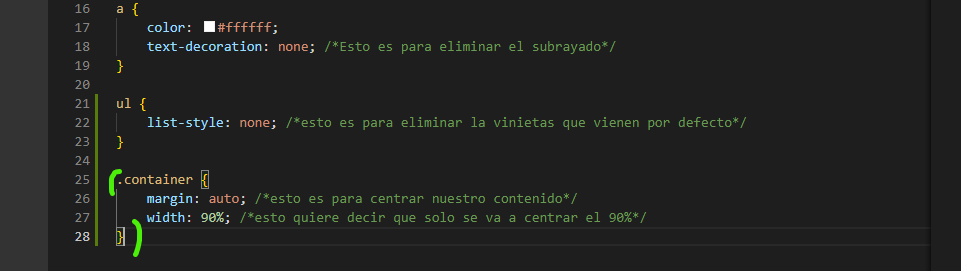 16 a {
17 color: #ffffff;
18 text-decoration: none; /*Esto es para eliminar el subrayado*/
19 }
20
21 ul {
22 list-style: none; /*esto es para eliminar la vinietas que vienen por defecto*/
23 }
24
25 .container {
26 margin: auto; /*esto es para centrar nuestro contenido*/
27 width: 90%; /*esto quiere decir que solo se va a centrar el 90%*/
28 }